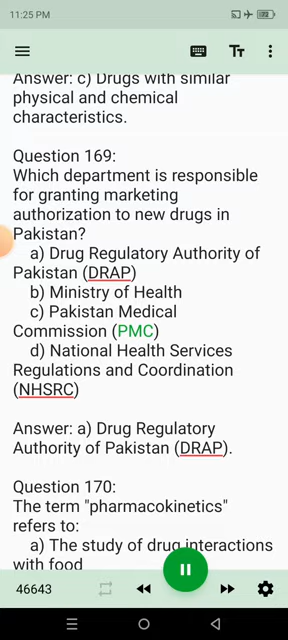 11:25 PM
Answer: c) Drugs with similar
physical and chemical
characteristics.
Question 169:
Which department is responsible
for granting marketing
authorization to new drugs in
Pakistan?
a) Drug Regulatory Authority of
Pakistan (DRAP)
b) Ministry of Health
c) Pakistan Medical
Commission (PMC)
d) National Health Services
Regulations and Coordination
(NHSRC)
Answer: a) Drug Regulatory
Authority of Pakistan (DRAP).
Question 170:
The term "pharmacokinetics"
refers to:
a) The study of drug interactions
with food
46643